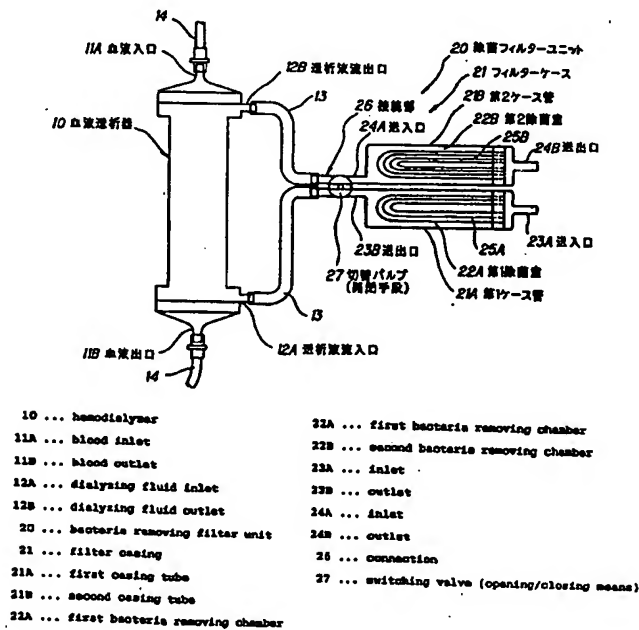 14
11A 血液入口
10 血液透析器
12B 透析液流出口
13
26 接続部
24A 送入口
20 除菌フィルターユニット
21 フィルターケース
21B 第2ケース管
22B 第2除菌室
25B
24B 送出口
23B 送出口
27 切管バルブ
(開閉手段)
25A
23A 送入口
22A 第1除菌室
21A 第1ケース管
13
12A 透析液流入口
11B 血液出口
14
10 ... hemodialyzer
11A ... blood inlet
11B ... blood outlet
12A ... dialyzing fluid inlet
12B ... dialyzing fluid outlet
20 ... bacteria removing filter unit
21 ... filter casing
21A ... first casing tube
21B ... second casing tube
22A ... first bacteria removing chamber
22A ... first bacteria removing chamber
22B ... second bacteria removing chamber
23A ... inlet
23B ... outlet
24A ... inlet
24B ... outlet
26 ... connection
27 ... switching valve (opening/closing means)